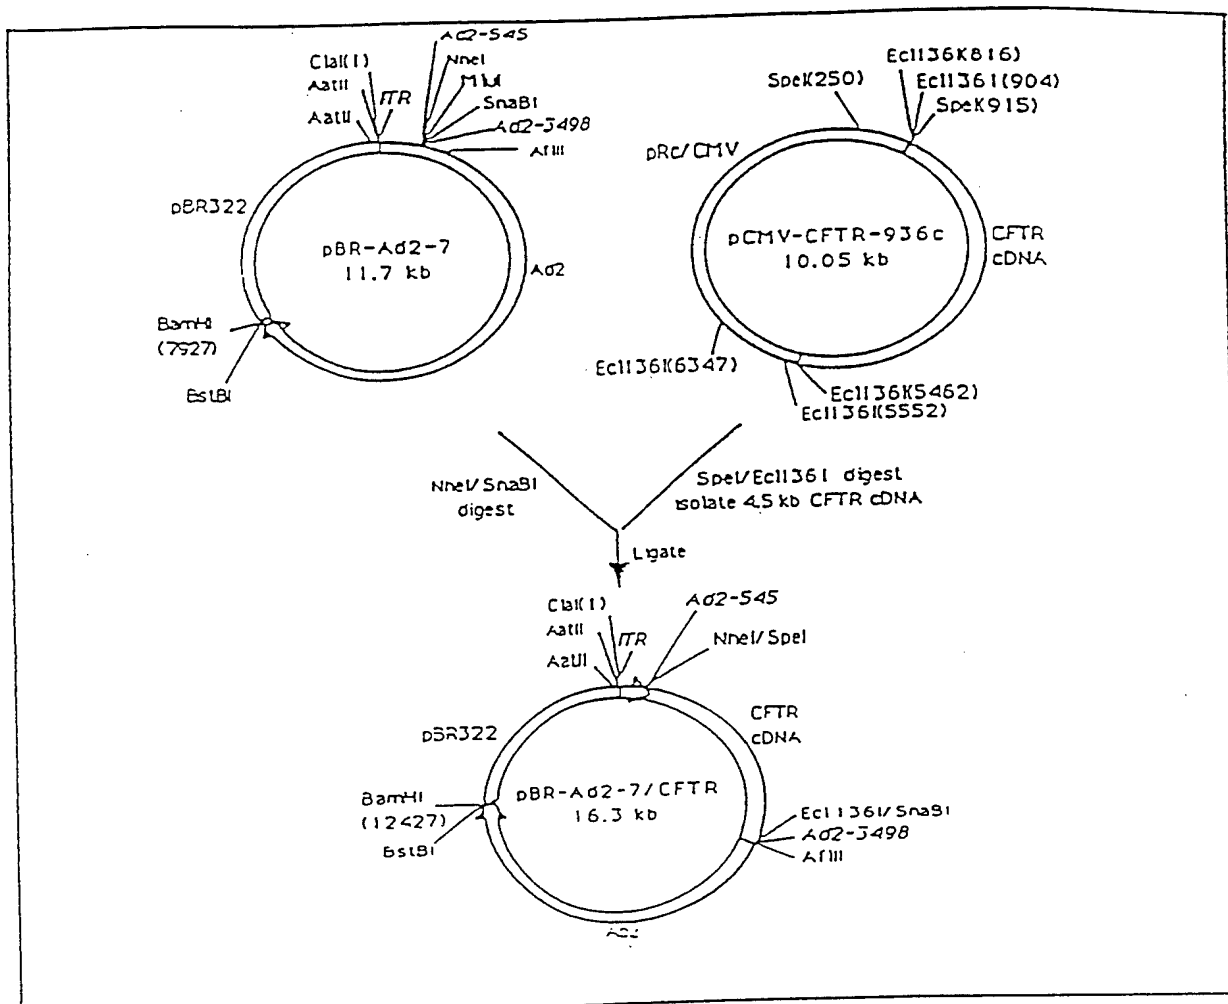 Ad2-545
ClaI(1)
NheI
AatII
ITR
MluI
SnaBI
AatII
Ad2-3498
AflII
pBR322
pBR-Ad2-7
11.7 kb
Ad2
BamHI
(7927)
BstBI
Ecl136I(816)
SpeI(250)
Ecl136I(904)
SpeI(915)
pRc/CMV
pCMV-CFTR-936c
10.05 kb
CFTR
cDNA
Ecl136I(6347)
Ecl136I(5462)
Ecl136I(5552)
NheI/SnaBI
digest
SpeI/Ecl136I digest
isolate 4.5 kb CFTR cDNA
Ligate
ClaI(1)
Ad2-545
AatII
ITR
NheI/SpeI
AatII
CFTR
cDNA
pBR322
pBR-Ad2-7/CFTR
16.3 kb
BamHI
(12427)
BstBI
Ecl136I/SnaBI
Ad2-3498
AflII
Ad2